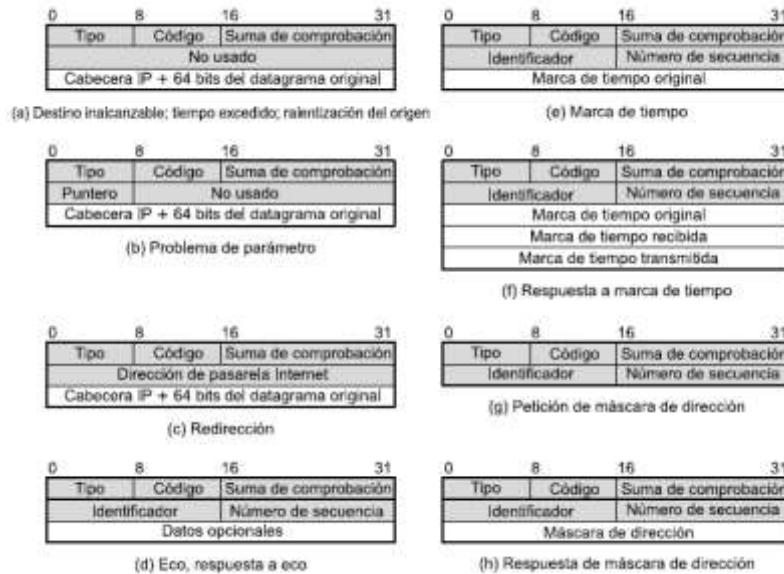 0 8 16 31
Tipo Código Suma de comprobación
No usado
Cabecera IP + 64 bits del datagrama original
(a) Destino inalcanzable; tiempo excedido; ralentización del origen
0 8 16 31
Tipo Código Suma de comprobación
Puntero No usado
Cabecera IP + 64 bits del datagrama original
(b) Problema de parámetro
0 8 16 31
Tipo Código Suma de comprobación
Dirección de pasarela Internet
Cabecera IP + 64 bits del datagrama original
(c) Redirección
0 8 16 31
Tipo Código Suma de comprobación
Identificador Número de secuencia
Datos opcionales
(d) Eco, respuesta a eco
0 8 16 31
Tipo Código Suma de comprobación
Identificador Número de secuencia
Marca de tiempo original
(e) Marca de tiempo
0 8 16 31
Tipo Código Suma de comprobación
Identificador Número de secuencia
Marca de tiempo original
Marca de tiempo recibida
Marca de tiempo transmitida
(f) Respuesta a marca de tiempo
0 8 16 31
Tipo Código Suma de comprobación
Identificador Número de secuencia
(g) Petición de máscara de dirección
0 8 16 31
Tipo Código Suma de comprobación
Identificador Número de secuencia
Máscara de dirección
(h) Respuesta de máscara de dirección